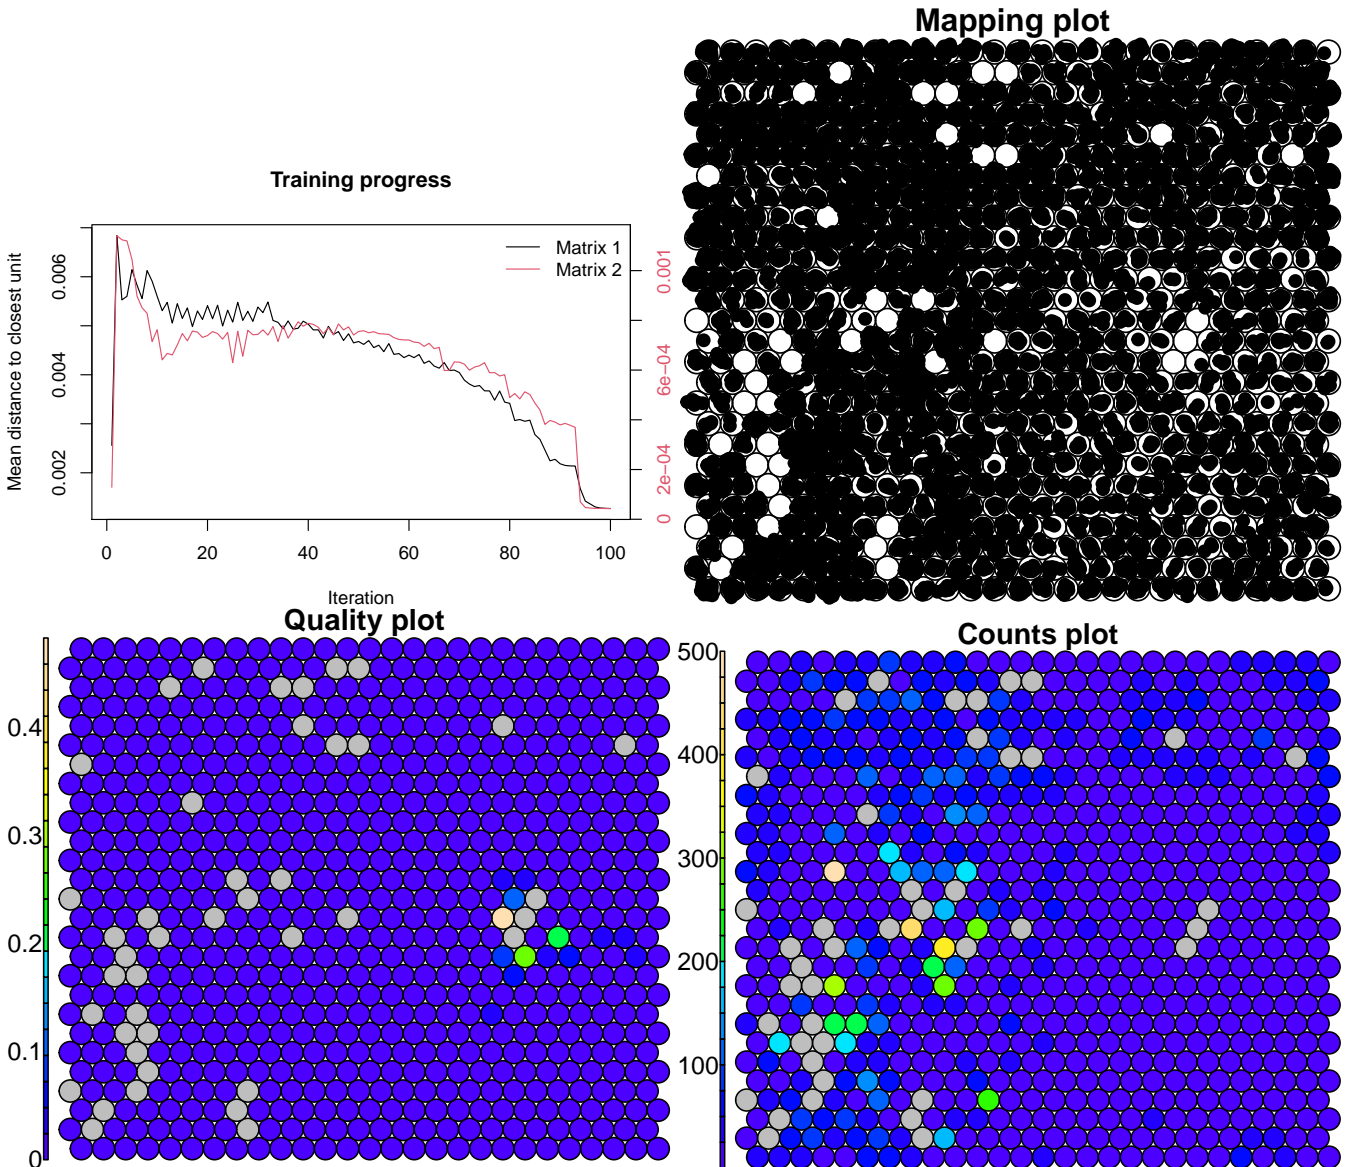 Mapping plot
Training progress
Mean distance to closest unit
0.002 0.004 0.006
Matrix 1
Matrix 2
0 2e−04 6e−04 0.001
0 20 40 60 80 100
Iteration
Quality plot
0.4
0.3
0.2
0.1
0
Counts plot
500
400
300
200
100